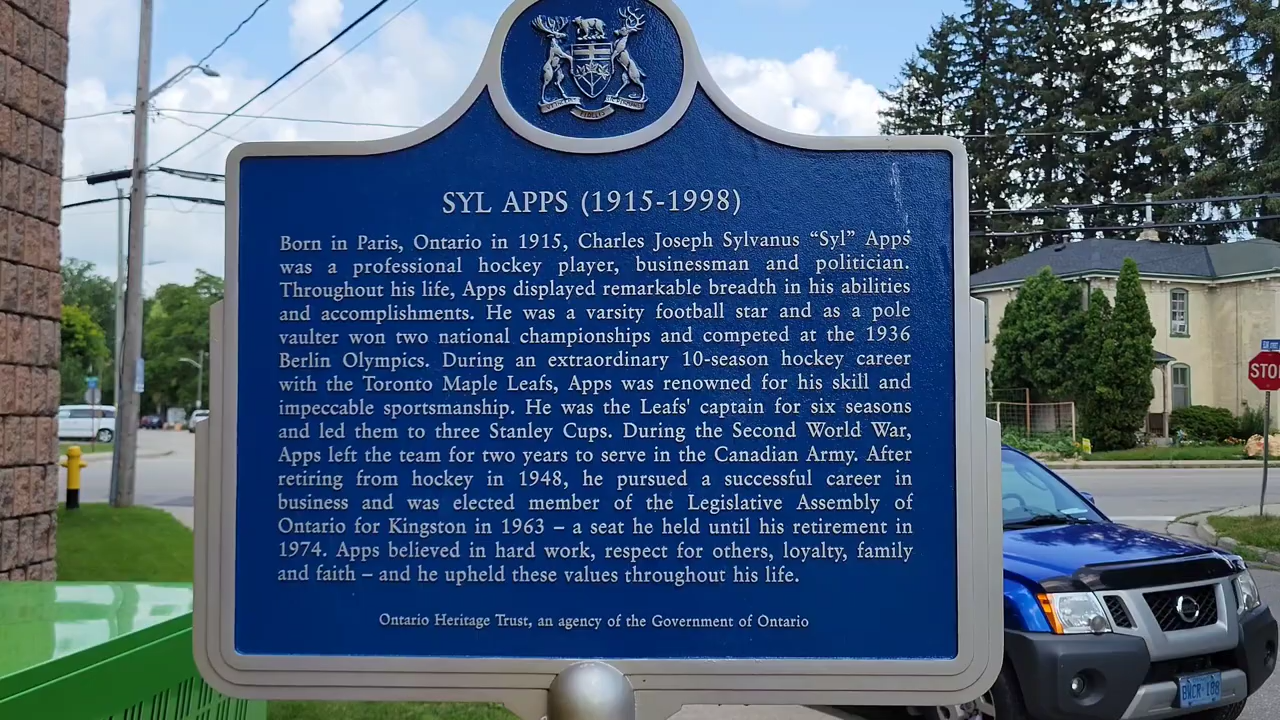 FIDELIS
SYL APPS (1915-1998)
Born in Paris, Ontario in 1915, Charles Joseph Sylvanus “Syl” Apps
was a professional hockey player, businessman and politician.
Throughout his life, Apps displayed remarkable breadth in his abilities
and accomplishments. He was a varsity football star and as a pole
vaulter won two national championships and competed at the 1936
Berlin Olympics. During an extraordinary 10-season hockey career
with the Toronto Maple Leafs, Apps was renowned for his skill and
impeccable sportsmanship. He was the Leafs' captain for six seasons
and led them to three Stanley Cups. During the Second World War,
Apps left the team for two years to serve in the Canadian Army. After
retiring from hockey in 1948, he pursued a successful career in
business and was elected member of the Legislative Assembly of
Ontario for Kingston in 1963 – a seat he held until his retirement in
1974. Apps believed in hard work, respect for others, loyalty, family
and faith – and he upheld these values throughout his life.
Ontario Heritage Trust, an agency of the Government of Ontario
STOP